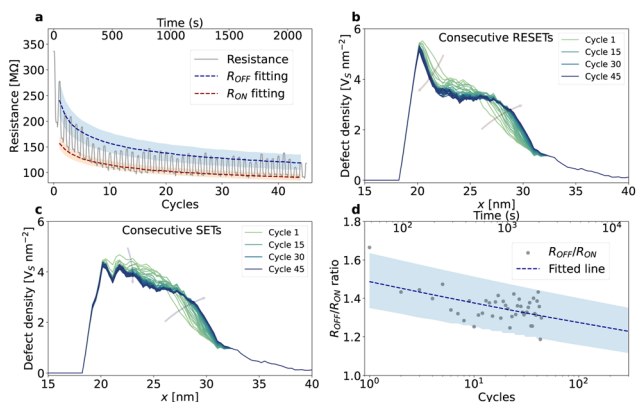 a
Time (s)
0 500 1000 1500 2000
Resistance [MΩ]
350
300
250
200
150
100
Resistance
R_OFF fitting
R_ON fitting
0 10 20 30 40
Cycles
b
Consecutive RESETs
Defect density [V_S nm⁻²]
6
4
2
0
Cycle 1
Cycle 15
Cycle 30
Cycle 45
15 20 25 30 35 40
x [nm]
c
Consecutive SETs
Defect density [V_S nm⁻²]
6
4
2
0
Cycle 1
Cycle 15
Cycle 30
Cycle 45
15 20 25 30 35 40
x [nm]
d
Time (s)
10² 10³ 10⁴
R_OFF/R_ON ratio
1.8
1.6
1.4
1.2
1.0
R_OFF/R_ON
Fitted line
10⁰ 10¹ 10²
Cycles